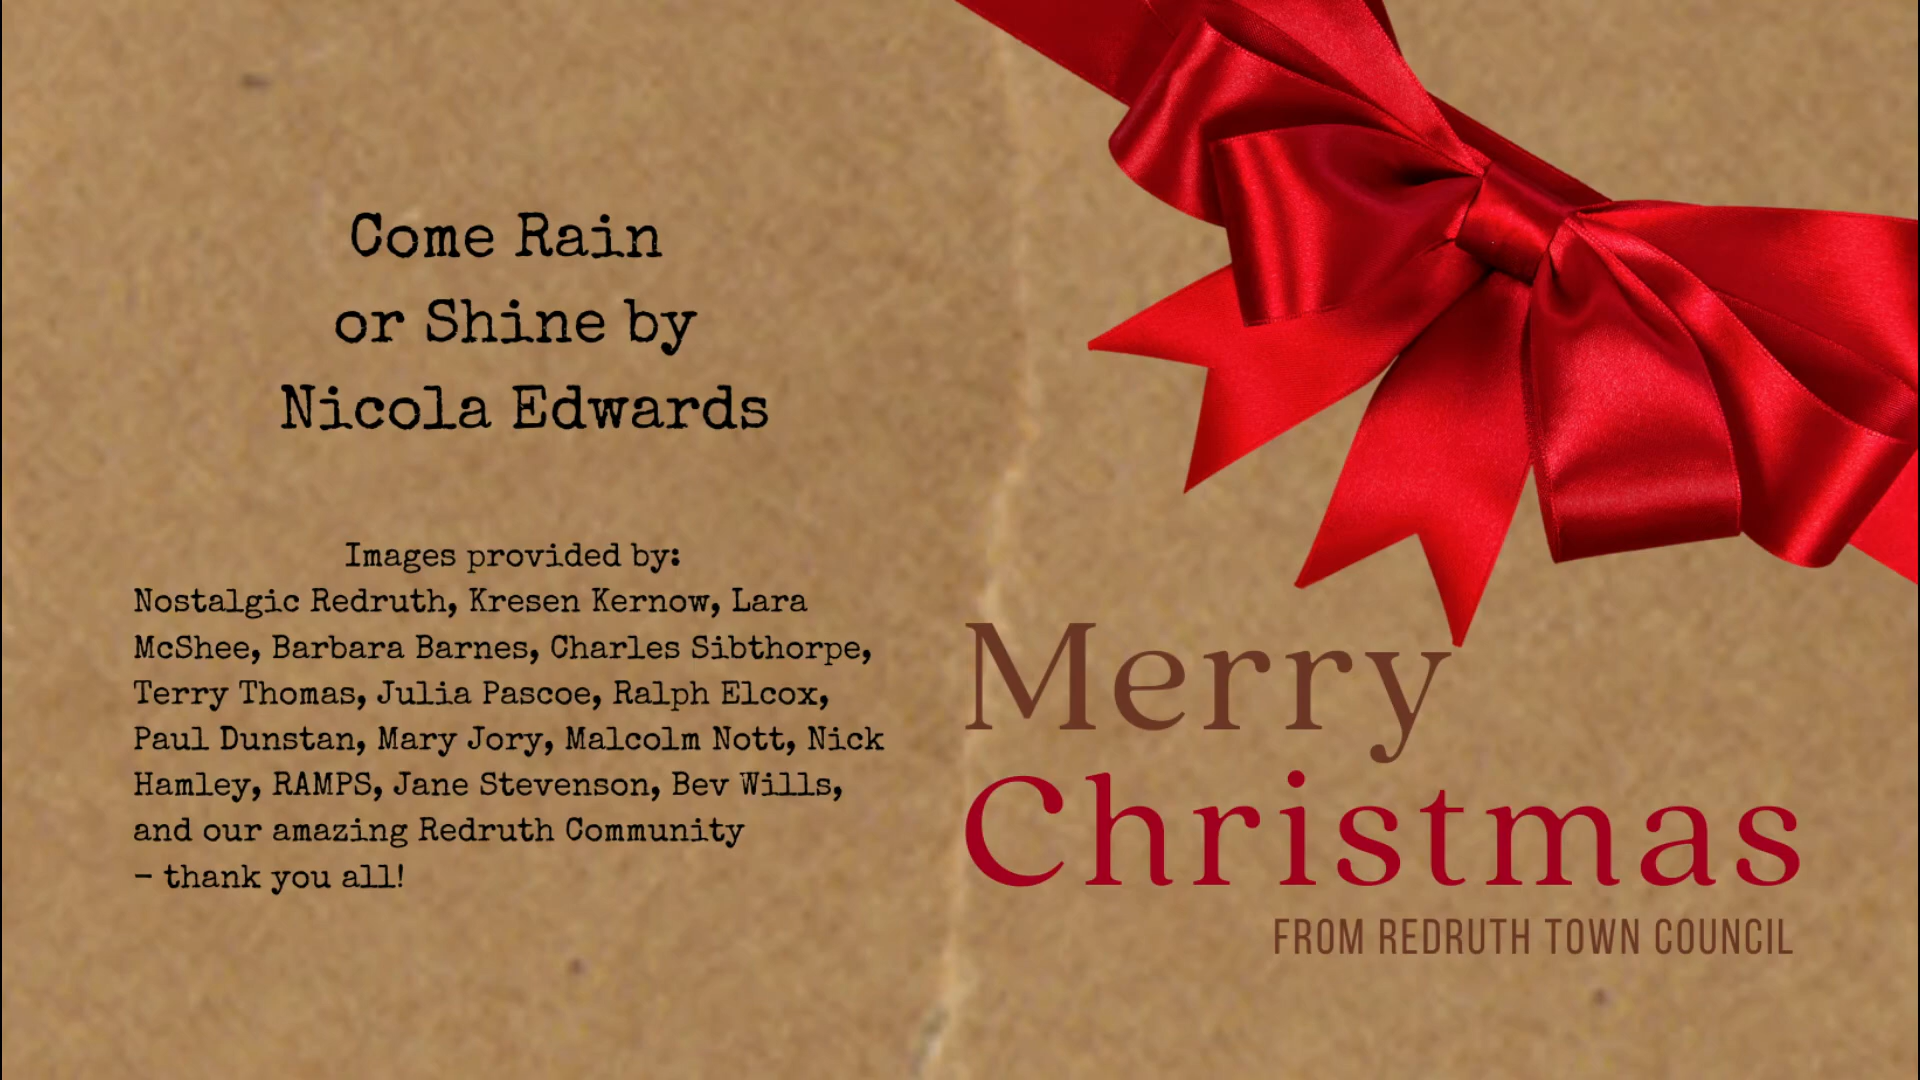 Come Rain
or Shine by
Nicola Edwards
Images provided by:
Nostalgic Redruth, Kresen Kernow, Lara
McShee, Barbara Barnes, Charles Sibthorpe,
Terry Thomas, Julia Pascoe, Ralph Elcox,
Paul Dunstan, Mary Jory, Malcolm Nott, Nick
Hamley, RAMPS, Jane Stevenson, Bev Wills,
and our amazing Redruth Community
– thank you all!
Merry
Christmas
FROM REDRUTH TOWN COUNCIL